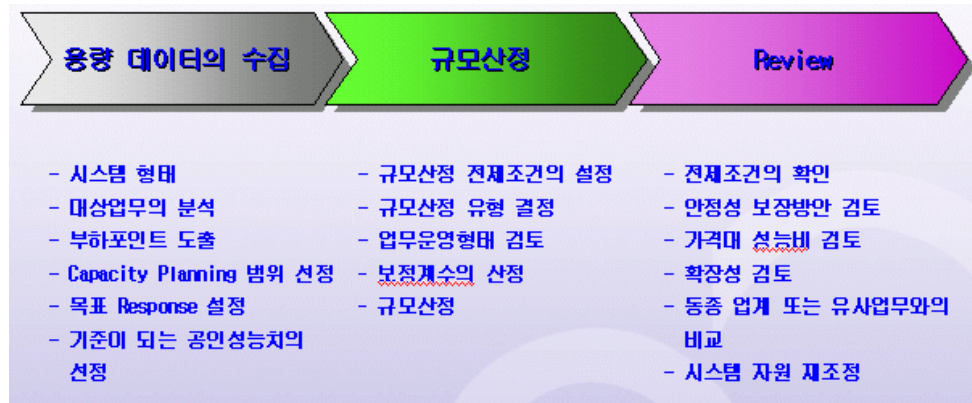 용량 데이터의 수집
규모산정
Review
- 시스템 형태
- 대상업무의 분석
- 부하포인트 도출
- Capacity Planning 범위 선정
- 목표 Response 설정
- 기준이 되는 공인성능치의
선정
- 규모산정 전제조건의 설정
- 규모산정 유형 결정
- 업무운영형태 검토
- 보정계수의 산정
- 규모산정
- 전제조건의 확인
- 안정성 보장방안 검토
- 가격대 성능비 검토
- 확장성 검토
- 동종 업계 또는 유사업무와의
비교
- 시스템 자원 재조정